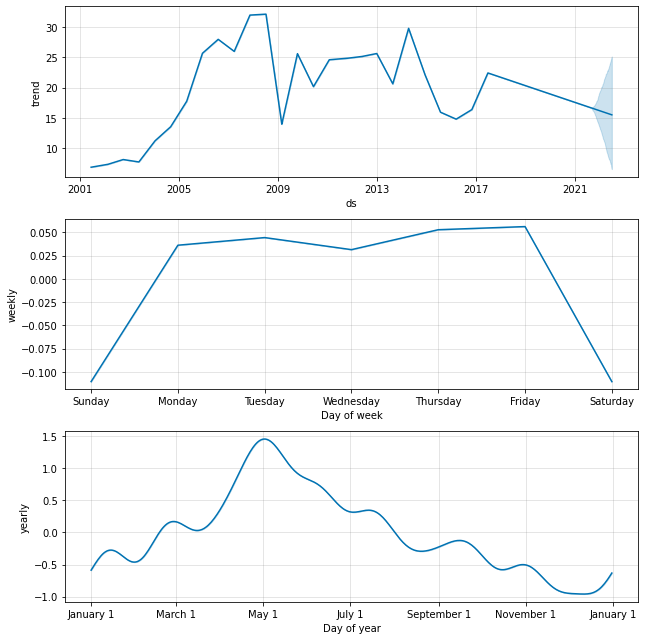 trend
30
25
20
15
10
2001 2005 2009 2013 2017 2021
ds
weekly
0.050
0.025
0.000
−0.025
−0.050
−0.075
−0.100
Sunday Monday Tuesday Wednesday Thursday Friday Saturday
Day of week
yearly
1.5
1.0
0.5
0.0
−0.5
−1.0
January 1 March 1 May 1 July 1 September 1 November 1 January 1
Day of year